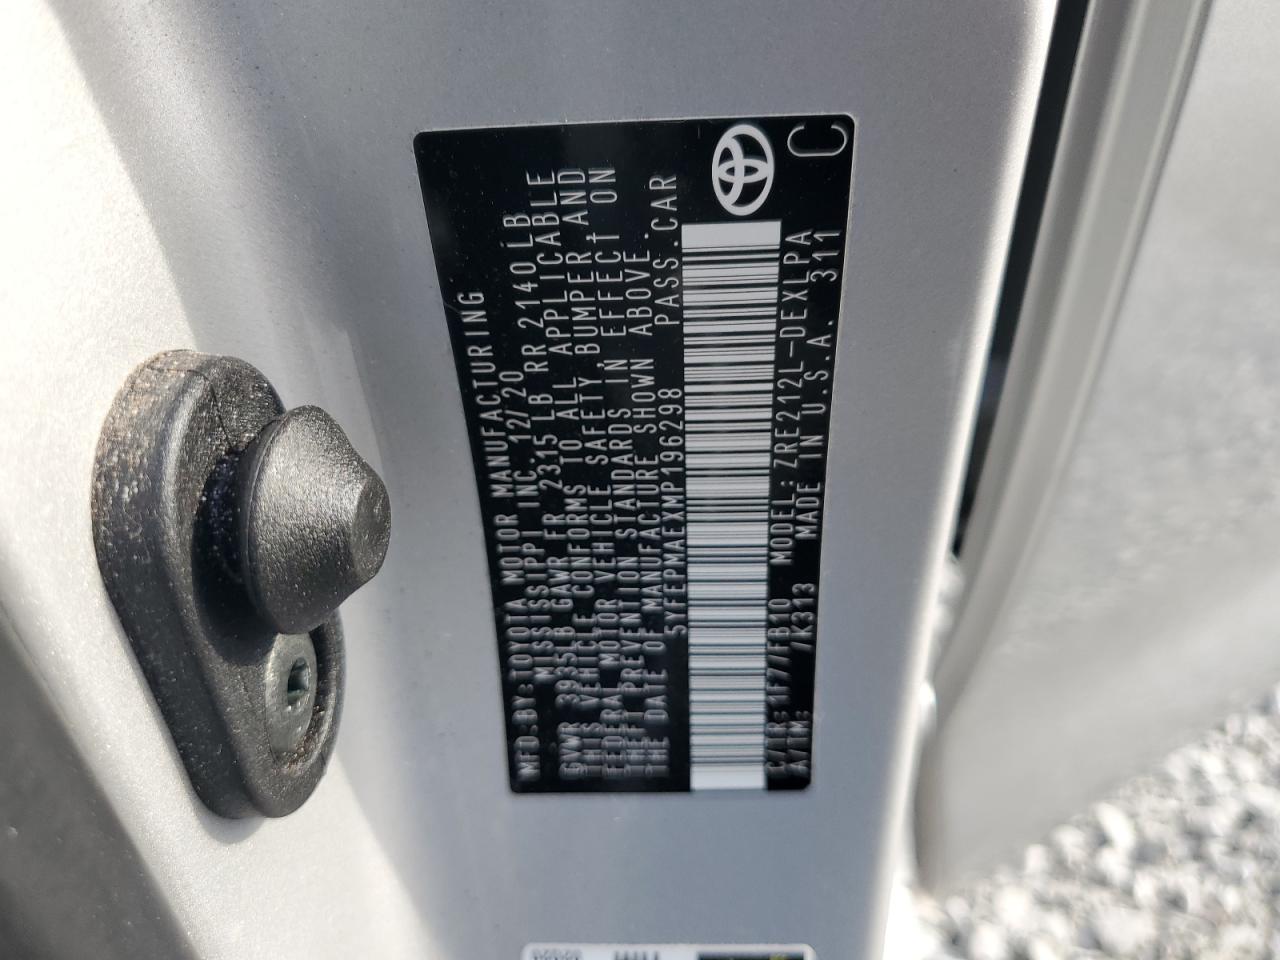 MFD.BY:TOYOTA MOTOR MANUFACTURING
MISSISSIPPI INC. 12/20
GVWR 3935LB GAWR FR 2315LB RR 2140LB
THIS VEHICLE CONFORMS TO ALL APPLICABLE
FEDERAL MOTOR VEHICLE SAFETY BUMPER AND
THEFT PREVENTION STANDARDS IN EFFECT ON
THE DATE OF MANUFACTURE SHOWN ABOVE.
5YFEPMAEXMP196298 PASS.CAR
C/TR: 1F7/FB10 MODEL:ZRE212L-DEXLPA
A/TM: /K313 MADE IN U.S.A. 311
C